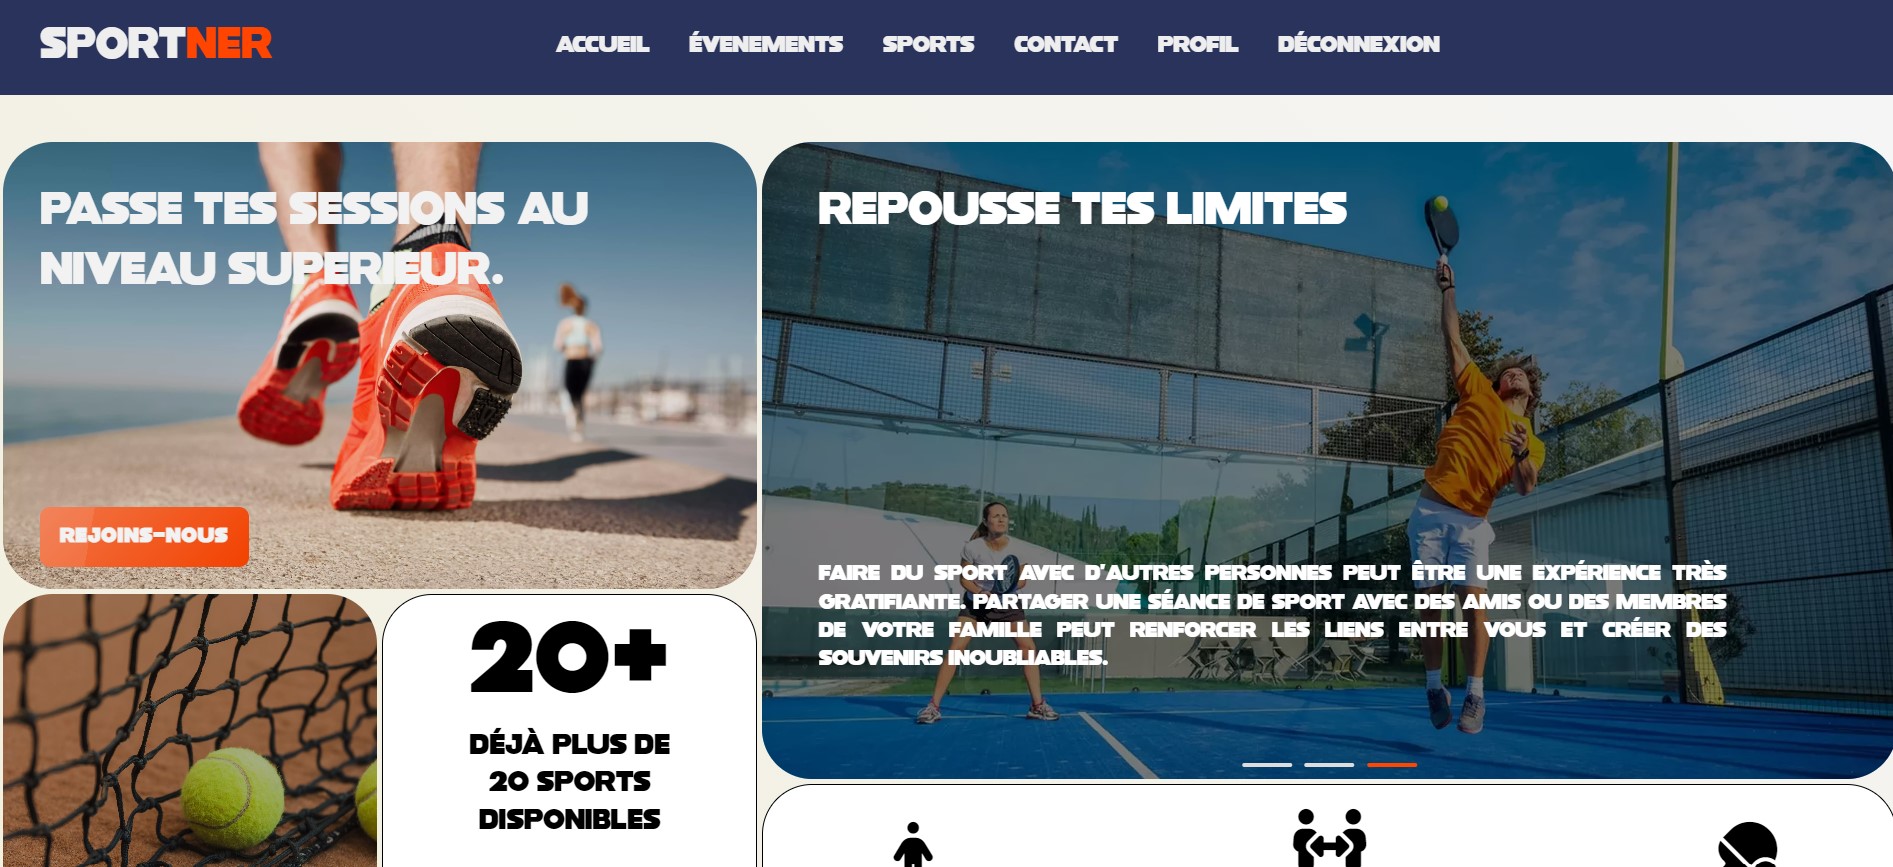 SPORTNER
ACCUEIL ÉVENEMENTS SPORTS CONTACT PROFIL DÉCONNEXION
PASSE TES SESSIONS AU
NIVEAU SUPERIEUR.
REJOINS-NOUS
REPOUSSE TES LIMITES
FAIRE DU SPORT AVEC D'AUTRES PERSONNES PEUT ÊTRE UNE EXPÉRIENCE TRÈS
GRATIFIANTE. PARTAGER UNE SÉANCE DE SPORT AVEC DES AMIS OU DES MEMBRES
DE VOTRE FAMILLE PEUT RENFORCER LES LIENS ENTRE VOUS ET CRÉER DES
SOUVENIRS INOUBLIABLES.
20+
DÉJÀ PLUS DE
20 SPORTS
DISPONIBLES